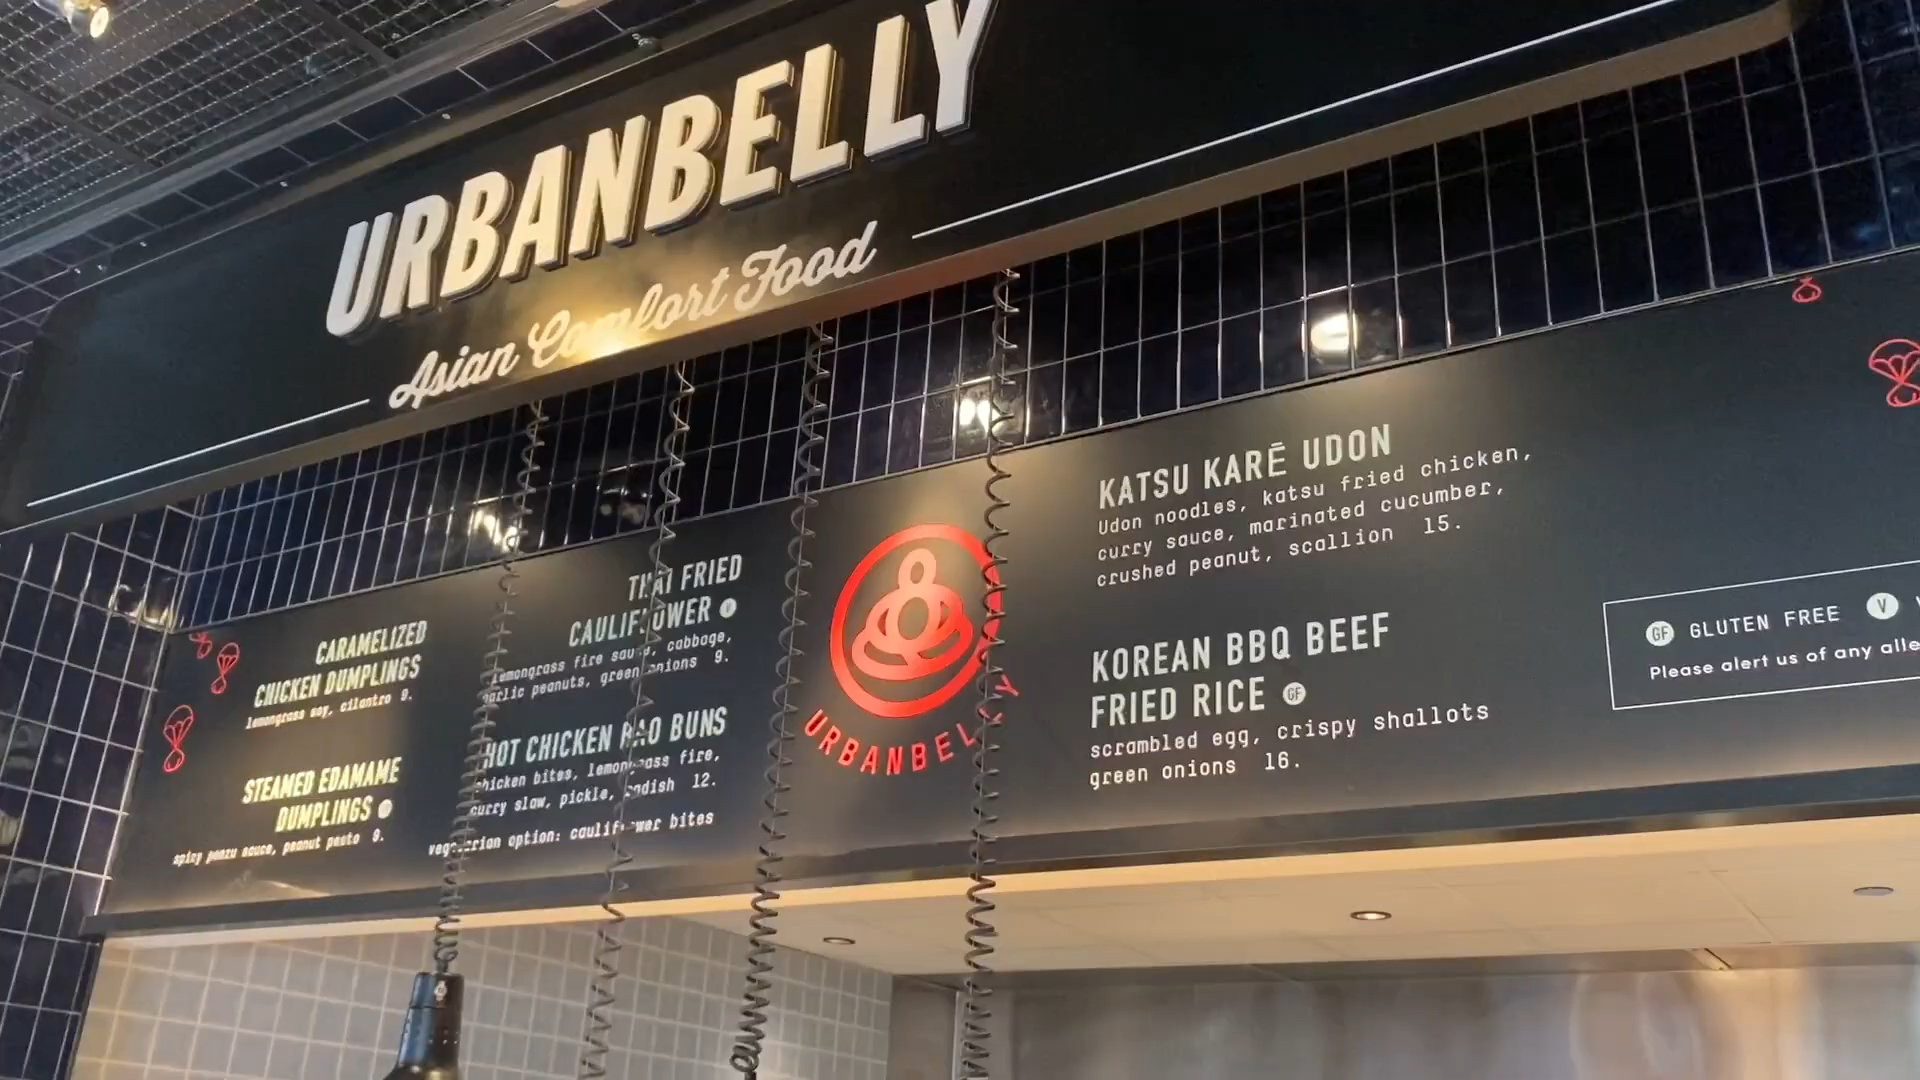 URBANBELLY
Asian Comfort Food
CARAMELIZED
CHICKEN DUMPLINGS
lemongrass soy, cilantro 9.
STEAMED EDAMAME
DUMPLINGS V
spicy ponzu sauce, peanut pesto 9.
THAI FRIED
CAULIFLOWER V
lemongrass fire sauce, cabbage,
garlic peanuts, green onions 9.
HOT CHICKEN BAO BUNS
chicken bites, lemongrass fire,
curry slaw, pickle, radish 12.
vegetarian option: cauliflower bites
URBANBELLY
KATSU KARĒ UDON
Udon noodles, katsu fried chicken,
curry sauce, marinated cucumber,
crushed peanut, scallion 15.
KOREAN BBQ BEEF
FRIED RICE GF
scrambled egg, crispy shallots
green onions 16.
GF GLUTEN FREE V
Please alert us of any alle